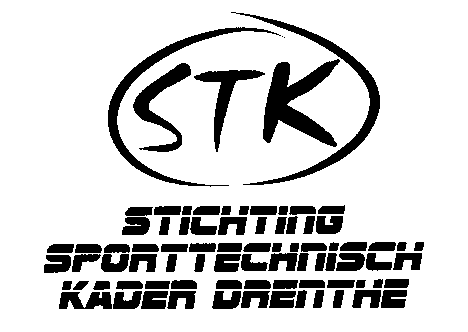 STK
STICHTING
SPORTTECHNISCH
KADER DRENTHE